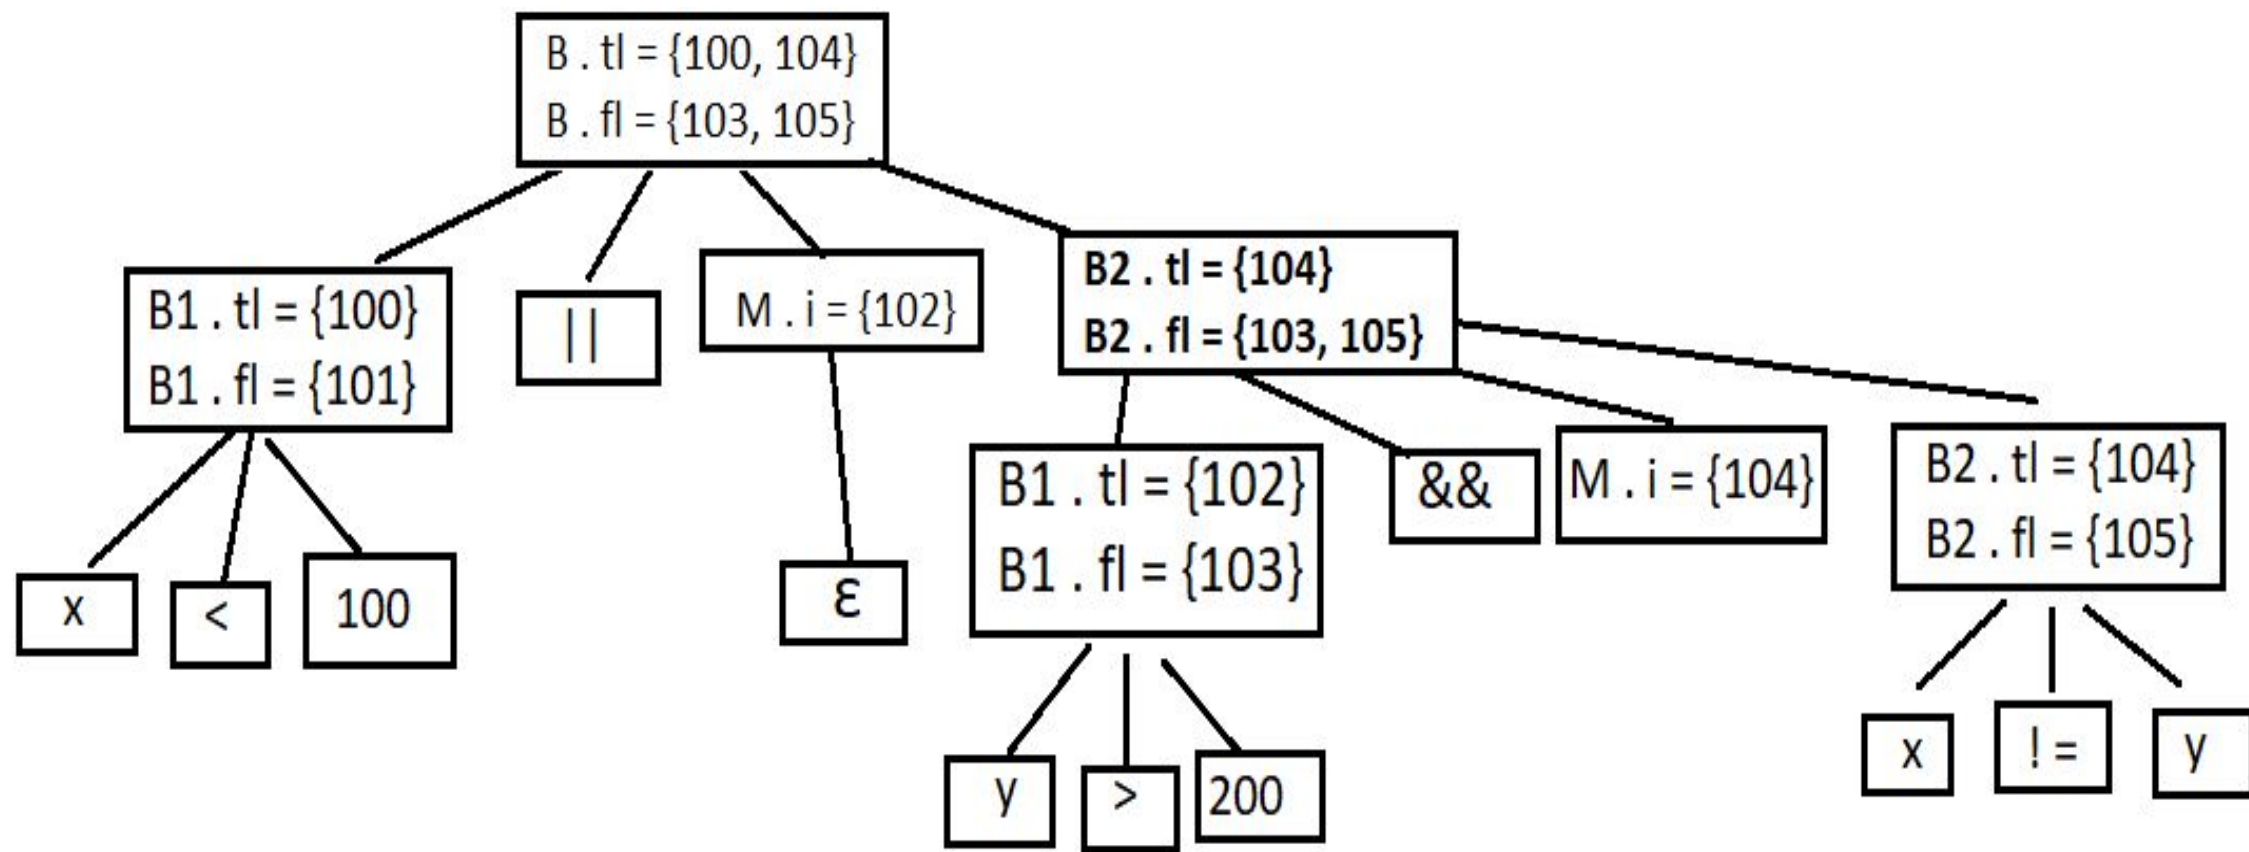 B . tl = {100, 104}
B . fl = {103, 105}
B1 . tl = {100}
B1 . fl = {101}
||
M . i = {102}
B2 . tl = {104}
B2 . fl = {103, 105}
x
<
100
ε
B1 . tl = {102}
B1 . fl = {103}
&&
M . i = {104}
B2 . tl = {104}
B2 . fl = {105}
y
>
200
x
! =
y